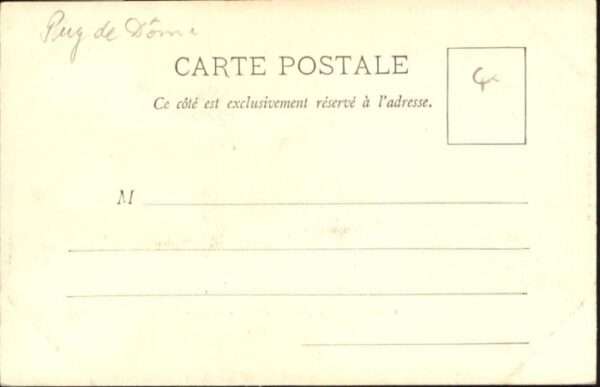 Puy de Dôme
CARTE POSTALE
Ce côté est exclusivement réservé à l'adresse.
M